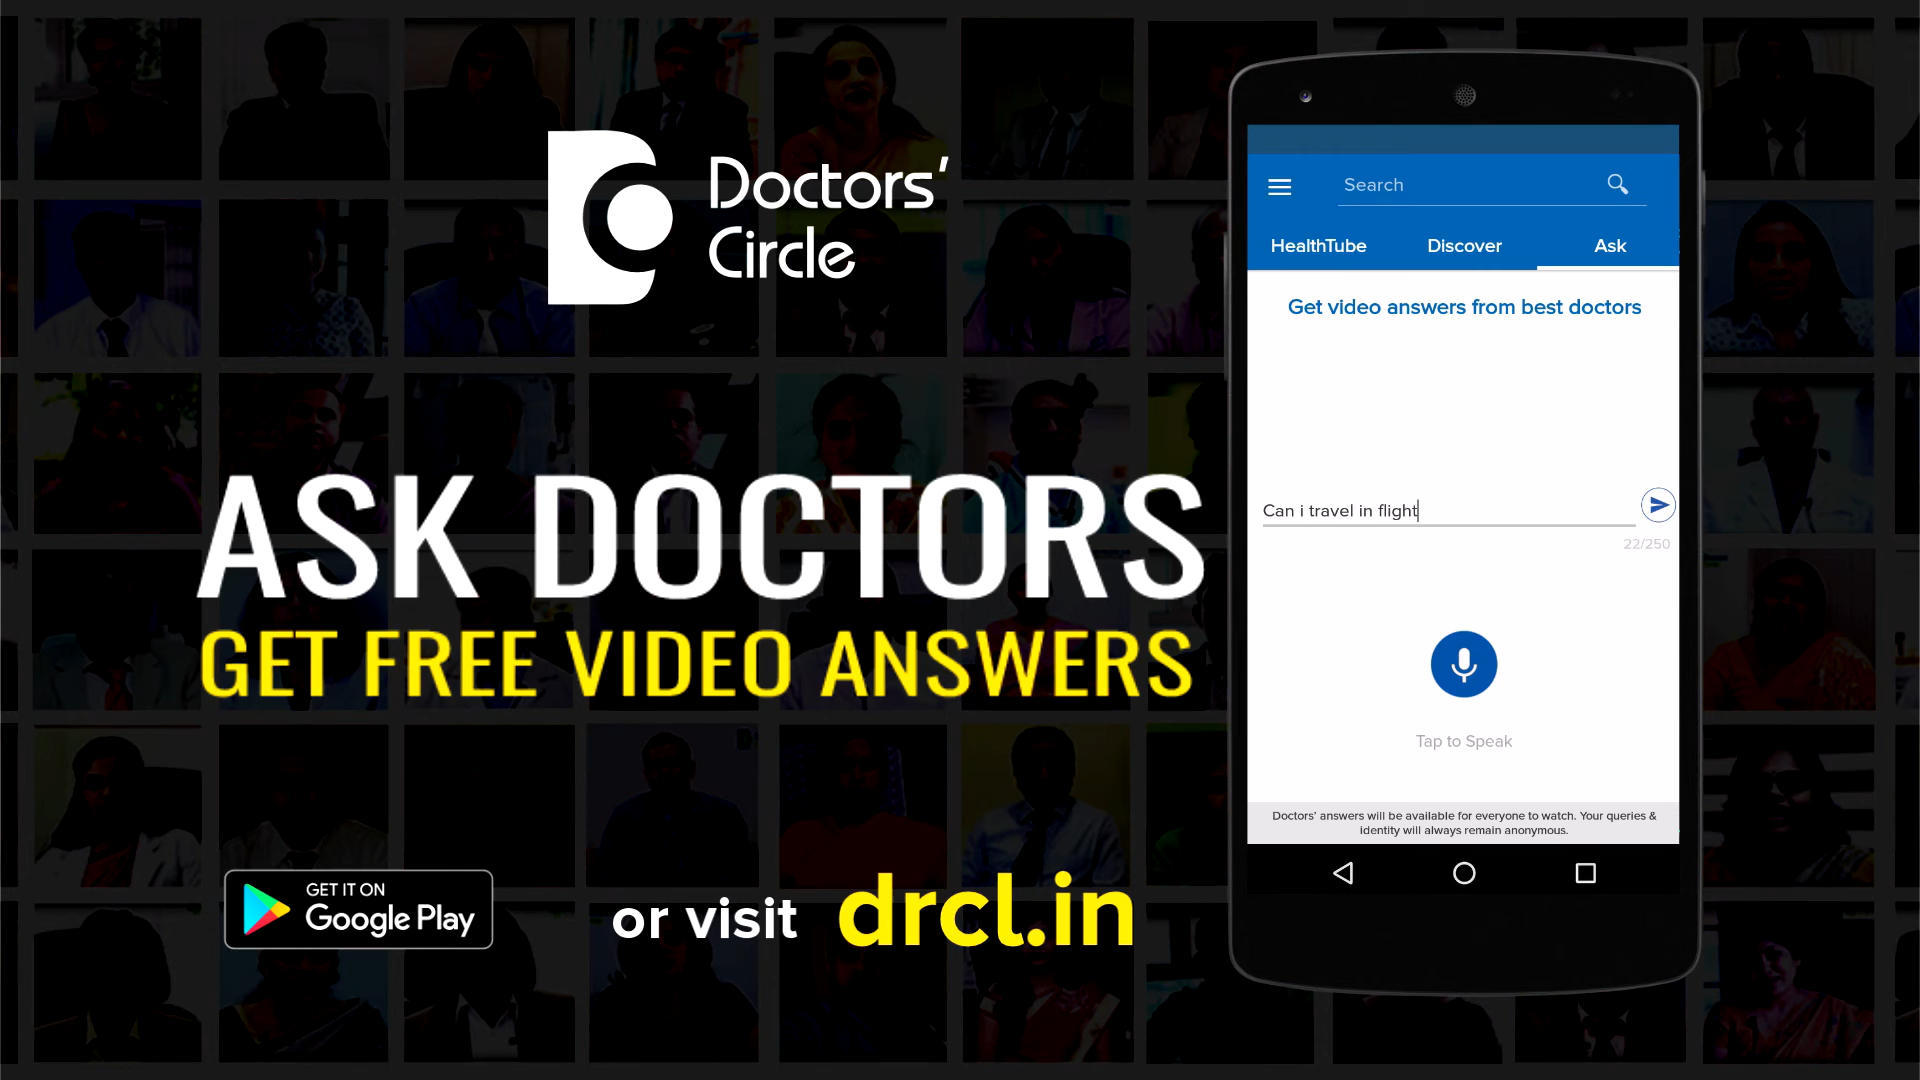 Doctors'
Circle
ASK DOCTORS
GET FREE VIDEO ANSWERS
GET IT ON
Google Play
or visit drcl.in
Search
HealthTube Discover Ask
Get video answers from best doctors
Can i travel in flight
22/250
Tap to Speak
Doctors' answers will be available for everyone to watch. Your queries &
identity will always remain anonymous.